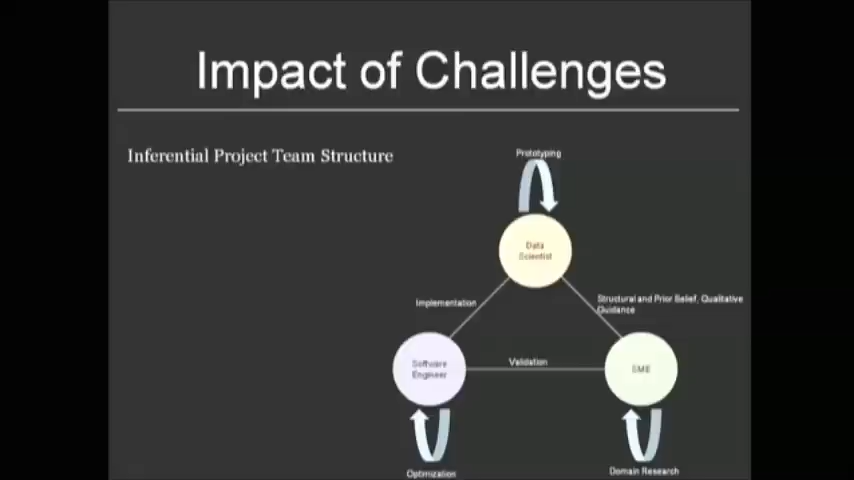 Impact of Challenges
Inferential Project Team Structure
Prototyping
Data
Scientist
Implementation
Structural and Prior Belief, Qualitative
Guidance
Software
Engineer
Validation
SME
Optimization
Domain Research